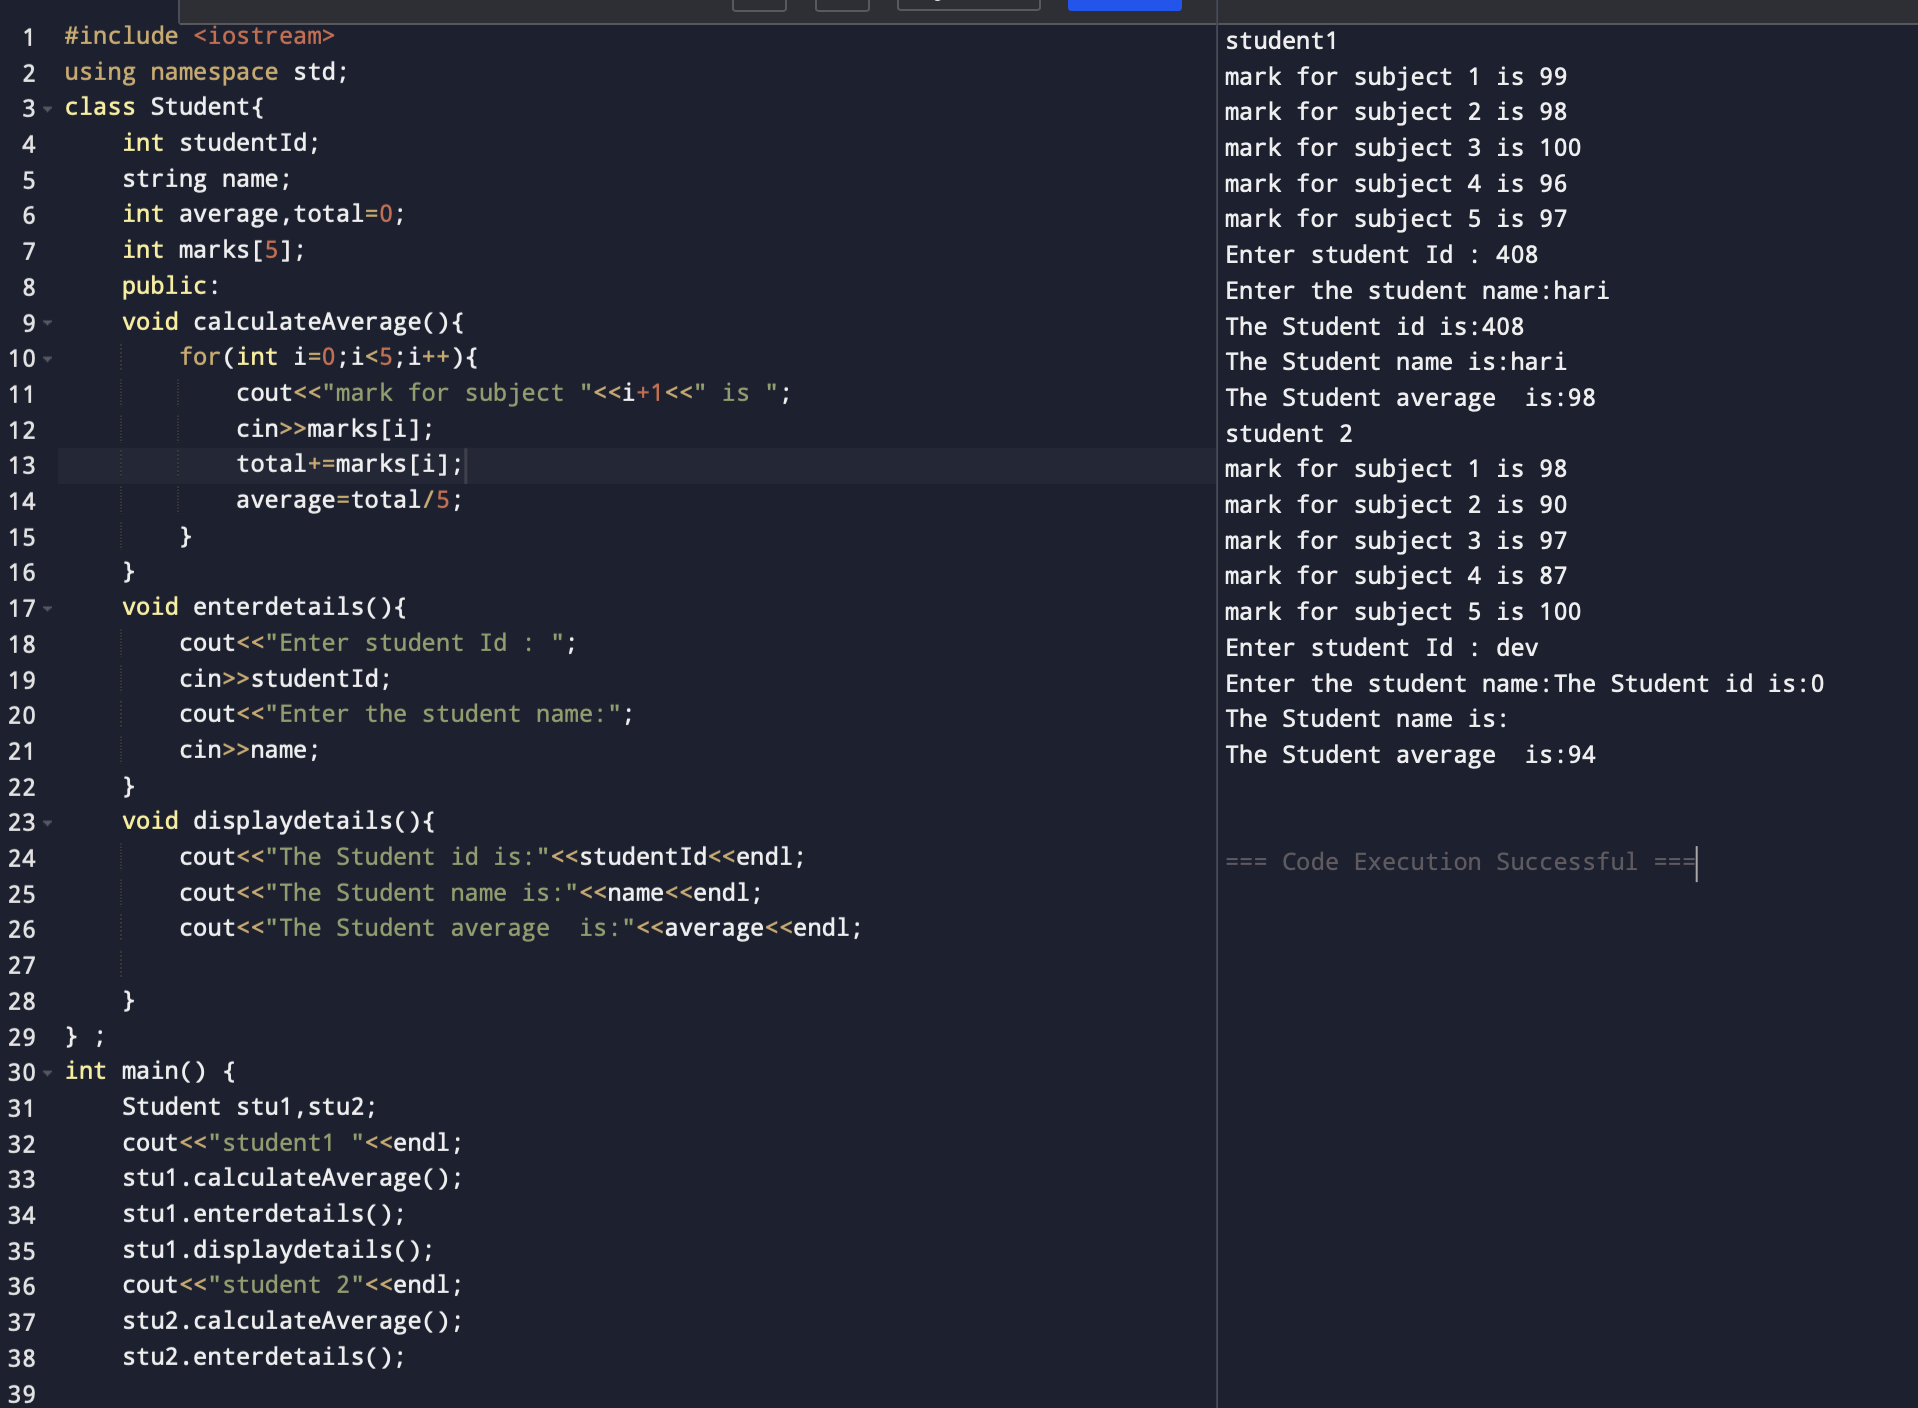 1 #include <iostream>
2 using namespace std;
3 class Student{
4     int studentId;
5     string name;
6     int average,total=0;
7     int marks[5];
8     public:
9     void calculateAverage(){
10         for(int i=0;i<5;i++){
11             cout<<"mark for subject "<<i+1<<" is ";
12             cin>>marks[i];
13             total+=marks[i];
14             average=total/5;
15         }
16     }
17     void enterdetails(){
18         cout<<"Enter student Id : ";
19         cin>>studentId;
20         cout<<"Enter the student name:";
21         cin>>name;
22     }
23     void displaydetails(){
24         cout<<"The Student id is:"<<studentId<<endl;
25         cout<<"The Student name is:"<<name<<endl;
26         cout<<"The Student average  is:"<<average<<endl;
27
28     }
29 } ;
30 int main() {
31     Student stu1,stu2;
32     cout<<"student1 "<<endl;
33     stu1.calculateAverage();
34     stu1.enterdetails();
35     stu1.displaydetails();
36     cout<<"student 2"<<endl;
37     stu2.calculateAverage();
38     stu2.enterdetails();
39
student1
mark for subject 1 is 99
mark for subject 2 is 98
mark for subject 3 is 100
mark for subject 4 is 96
mark for subject 5 is 97
Enter student Id : 408
Enter the student name:hari
The Student id is:408
The Student name is:hari
The Student average  is:98
student 2
mark for subject 1 is 98
mark for subject 2 is 90
mark for subject 3 is 97
mark for subject 4 is 87
mark for subject 5 is 100
Enter student Id : dev
Enter the student name:The Student id is:0
The Student name is:
The Student average  is:94
=== Code Execution Successful ===